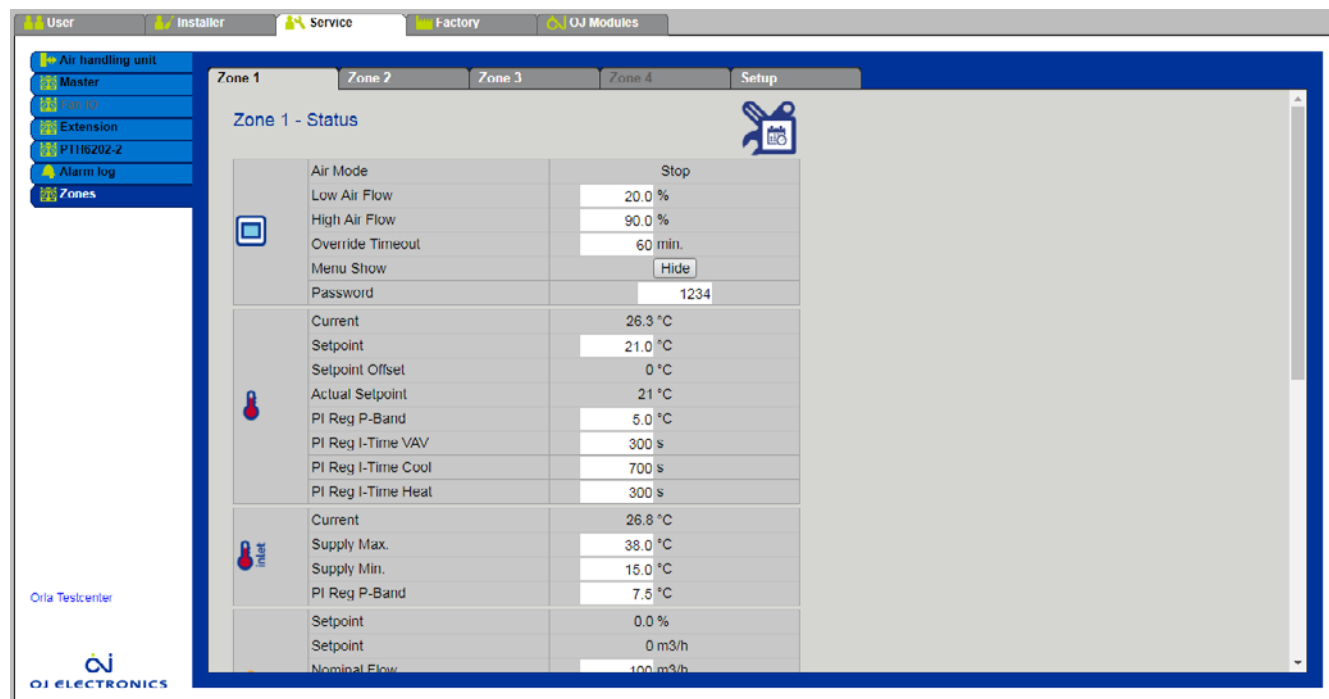 User Installer Service Factory OJ Modules
Air handling unit
Master
Extension
PTH6202-2
Alarm log
Zones
Zone 1 Zone 2 Zone 3 Zone 4 Setup
Zone 1 - Status
Air Mode Stop
Low Air Flow 20.0 %
High Air Flow 90.0 %
Override Timeout 60 min.
Menu Show Hide
Password 1234
Current 26.3 °C
Setpoint 21.0 °C
Setpoint Offset 0 °C
Actual Setpoint 21 °C
PI Reg P-Band 5.0 °C
PI Reg I-Time VAV 300 s
PI Reg I-Time Cool 700 s
PI Reg I-Time Heat 300 s
inlet
Current 26.8 °C
Supply Max. 38.0 °C
Supply Min. 15.0 °C
PI Reg P-Band 7.5 °C
Setpoint 0.0 %
Setpoint 0 m3/h
Nominal Flow 100 m3/h
Orla Testcenter
OJ ELECTRONICS